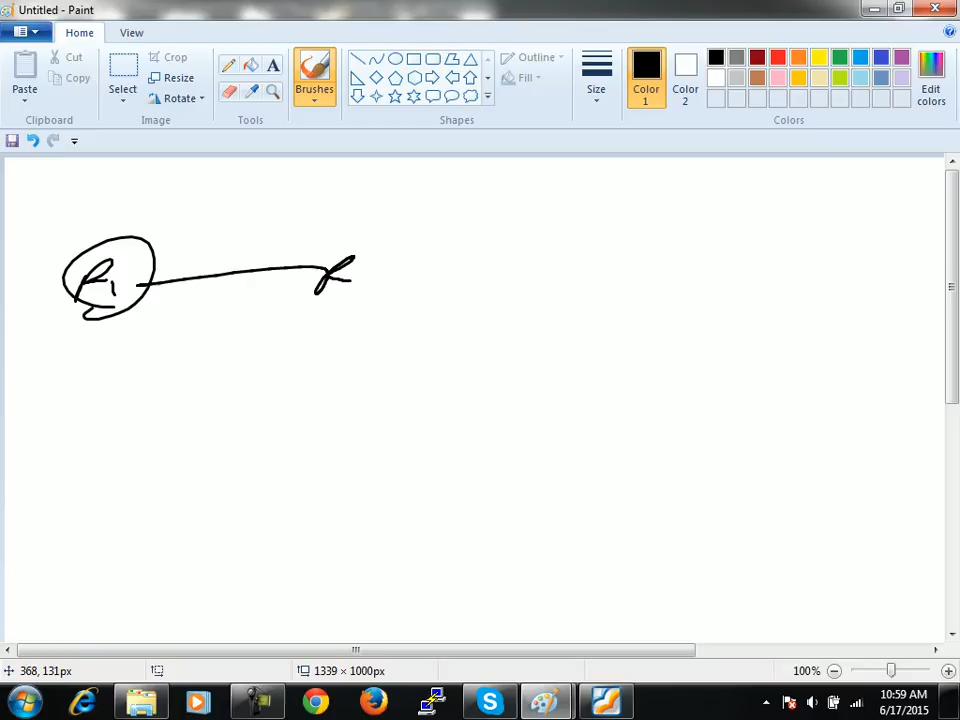 Untitled - Paint
Home View
Paste
Cut
Copy
Clipboard
Select
Crop
Resize
Rotate
Image
A
Tools
Brushes
Outline
Fill
Shapes
Size
Color 1
Color 2
Edit colors
Colors
R1 R
368, 131px
1339 × 1000px
100%
10:59 AM
6/17/2015